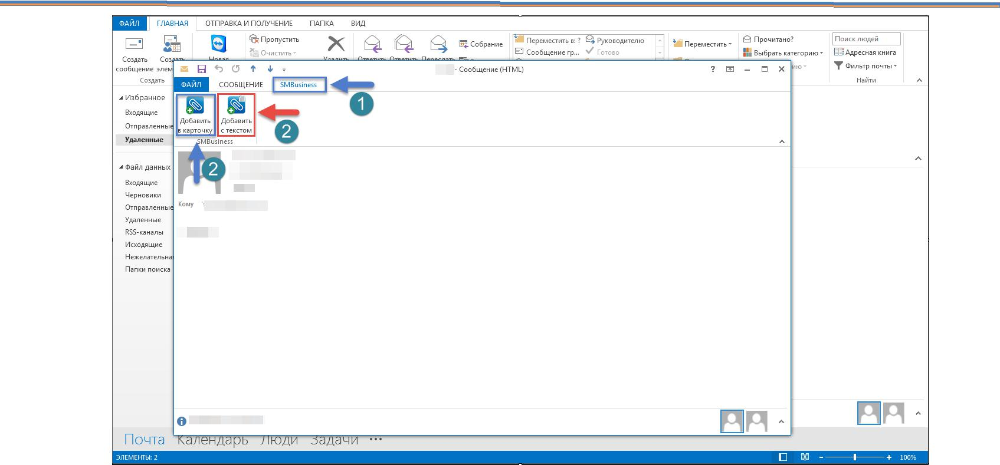 ФАЙЛ ГЛАВНАЯ ОТПРАВКА И ПОЛУЧЕНИЕ ПАПКА ВИД
Создать сообщение
Создать элем
Создать
Новая
Пропустить
Очистить
Удалить
Ответить Ответить Переслать
Собрание
Переместить в: ?
Сообщение гр...
Руководителю
Готово
Переместить
Прочитано?
Выбрать категорию
ию
Поиск людей
Адресная книга
Фильтр почты
Найти
- Сообщение (HTML)
?
ФАЙЛ СООБЩЕНИЕ SMBusiness
1
Добавить
в карточку
Добавить
с текстом
2
SMBusiness
2
Кому
Избранное
Входящие
Отправленные
Удаленные
Файл данных
Входящие
Черновики
Отправленные
Удаленные
RSS-каналы
Исходящие
Нежелательная
Папки поиска
Почта Календарь Люди Задачи ...
ЭЛЕМЕНТЫ: 2
100%